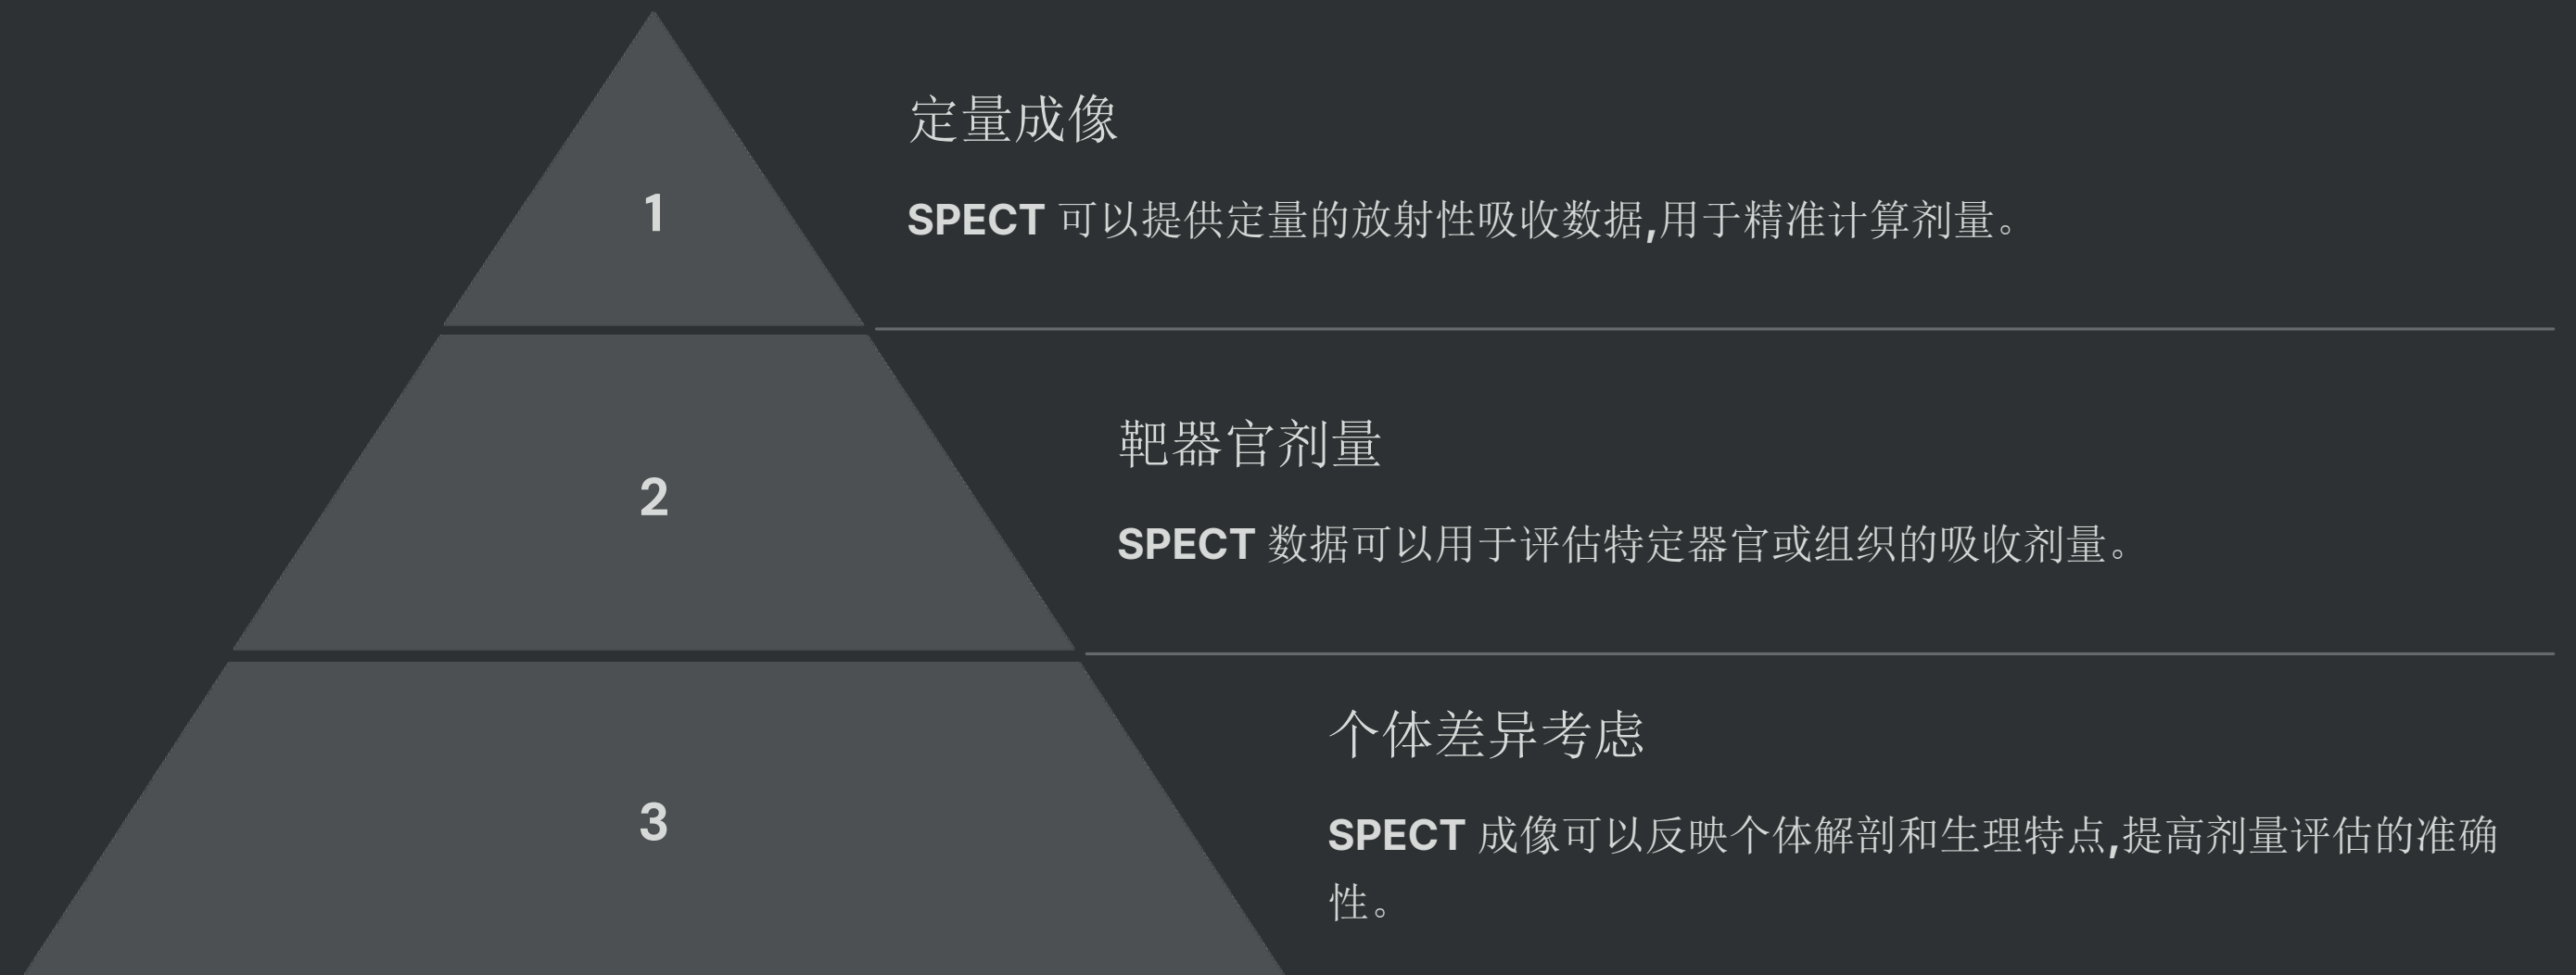 1
定量成像
SPECT 可以提供定量的放射性吸收数据,用于精准计算剂量。
2
靶器官剂量
SPECT 数据可以用于评估特定器官或组织的吸收剂量。
3
个体差异考虑
SPECT 成像可以反映个体解剖和生理特点,提高剂量评估的准确
性。